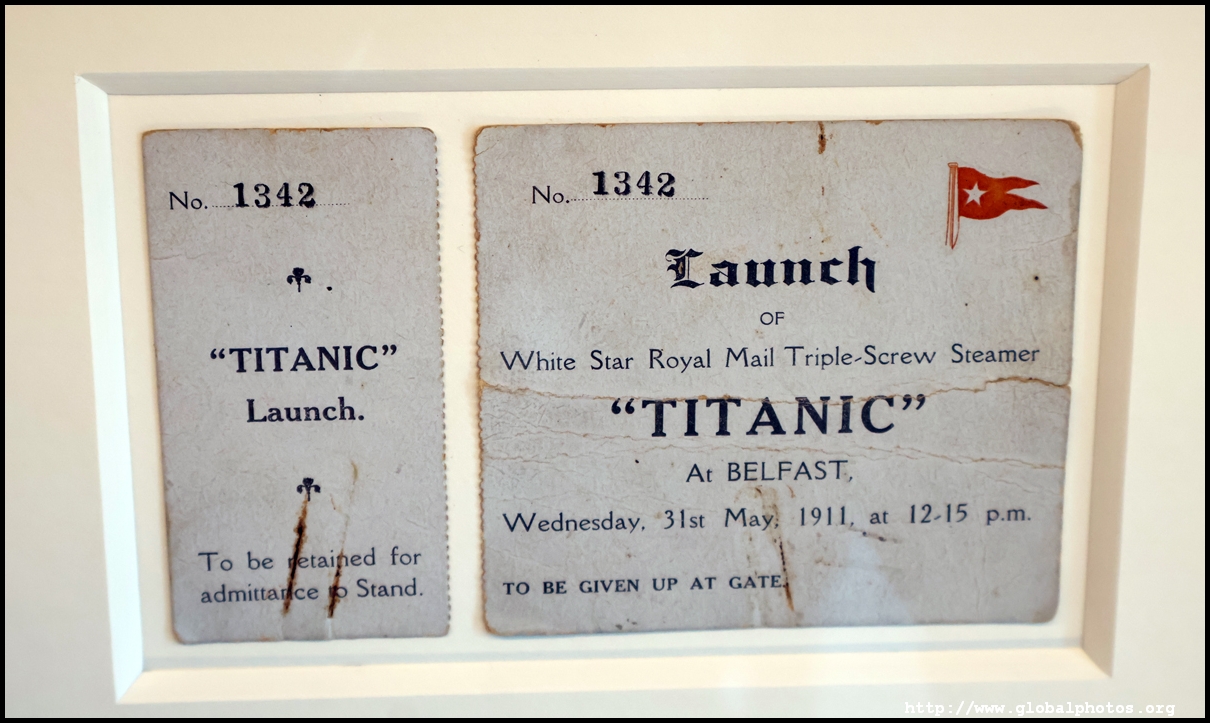 No. 1342
"TITANIC"
Launch.
To be retained for
admittance to Stand.
No. 1342
Launch
OF
White Star Royal Mail Triple-Screw Steamer
"TITANIC"
At BELFAST,
Wednesday, 31st May, 1911, at 12-15 p.m.
TO BE GIVEN UP AT GATE.
http://www.globalphotos.org